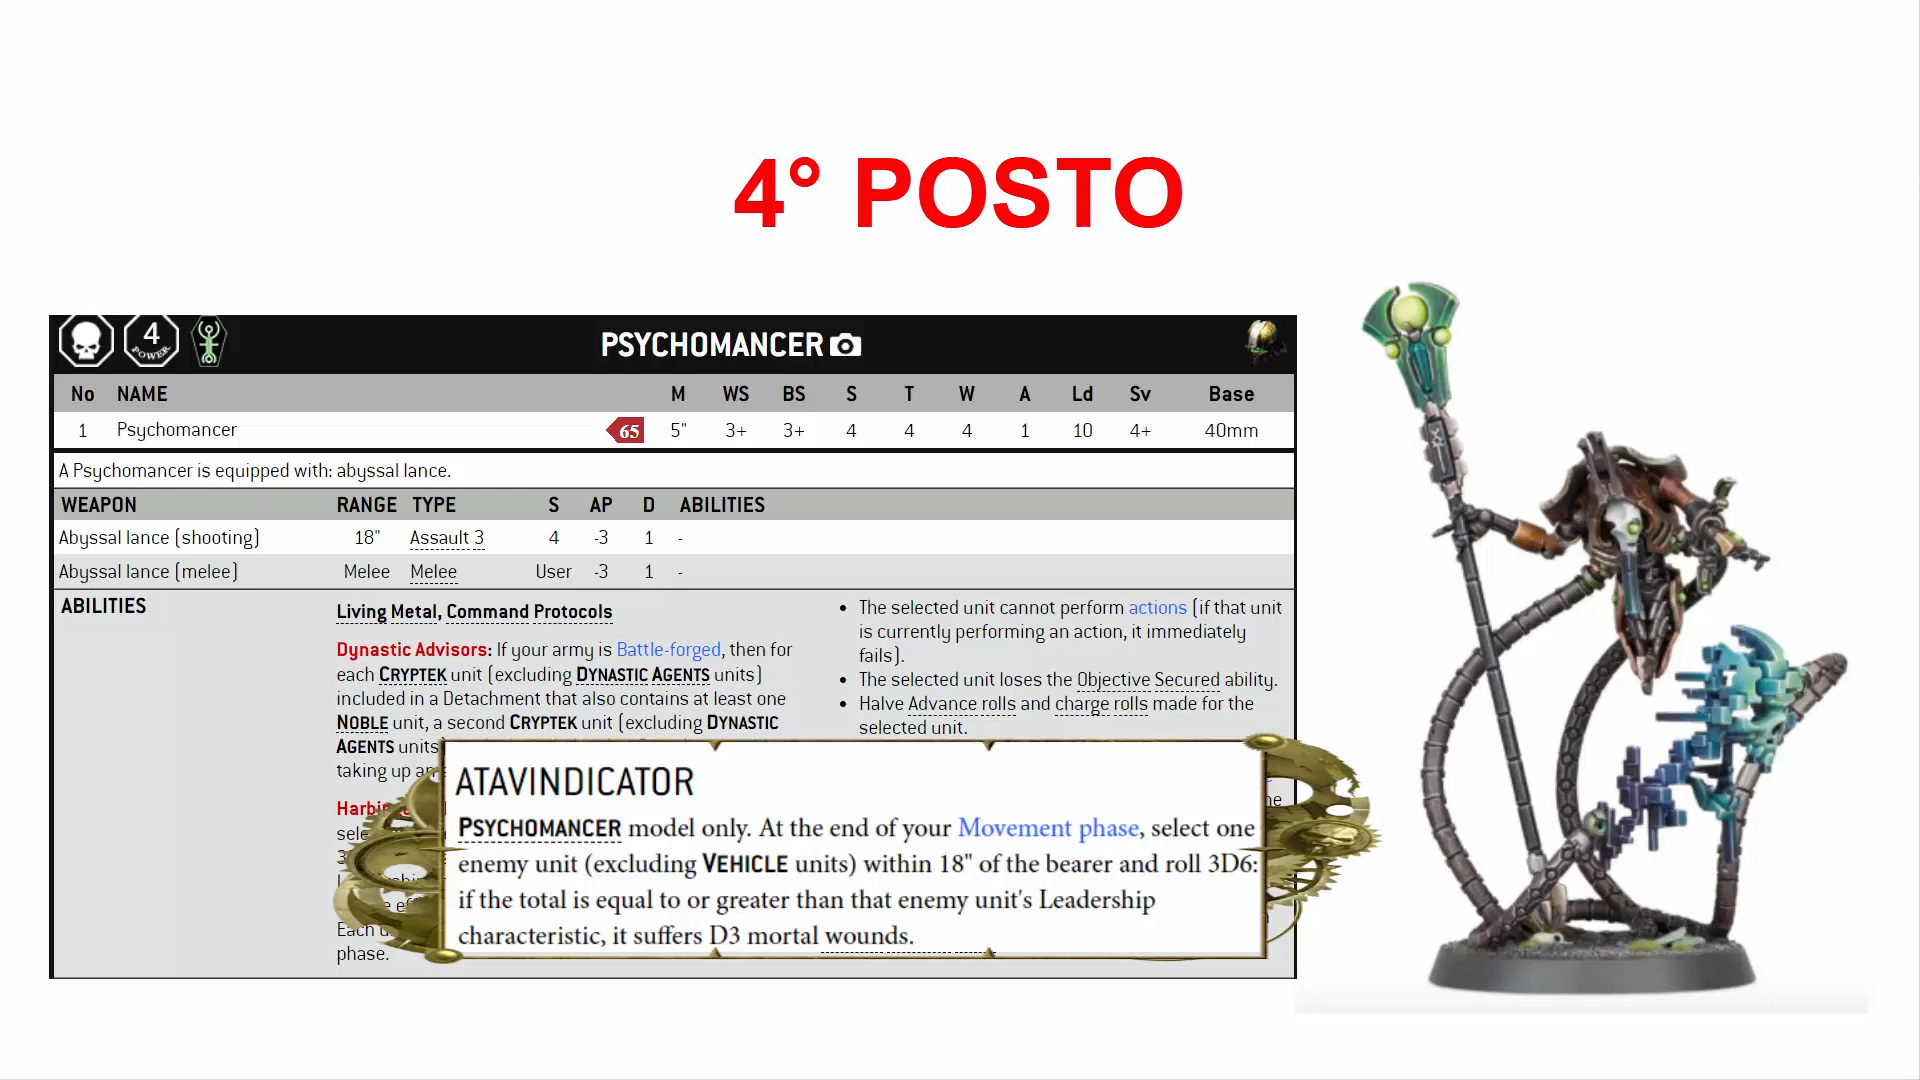 4° POSTO
4
POWER
PSYCHOMANCER
No NAME M WS BS S T W A Ld Sv Base
1 Psychomancer 65 5" 3+ 3+ 4 4 4 1 10 4+ 40mm
A Psychomancer is equipped with: abyssal lance.
WEAPON RANGE TYPE S AP D ABILITIES
Abyssal lance (shooting) 18" Assault 3 4 -3 1 -
Abyssal lance (melee) Melee Melee User -3 1 -
ABILITIES
Living Metal, Command Protocols
Dynastic Advisors: If your army is Battle-forged, then for
each CRYPTEK unit (excluding DYNASTIC AGENTS units)
included in a Detachment that also contains at least one
NOBLE unit, a second CRYPTEK unit (excluding DYNASTIC
AGENTS units)
taking up an
Each
phase.
• The selected unit cannot perform actions (if that unit
is currently performing an action, it immediately
fails).
• The selected unit loses the Objective Secured ability.
• Halve Advance rolls and charge rolls made for the
selected unit.
ATAVINDICATOR
PSYCHOMANCER model only. At the end of your Movement phase, select one
enemy unit (excluding VEHICLE units) within 18" of the bearer and roll 3D6:
if the total is equal to or greater than that enemy unit's Leadership
characteristic, it suffers D3 mortal wounds.